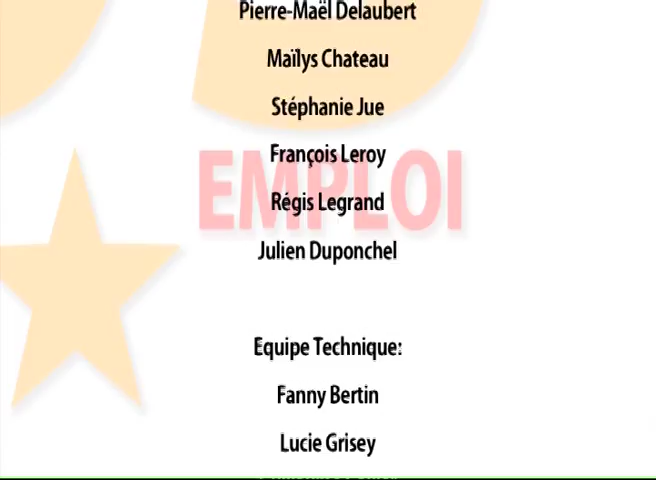 Pierre-Maël Delaubert
Maïlys Chateau
Stéphanie Jue
François Leroy
EMPLOI
Régis Legrand
Julien Duponchel
Equipe Technique:
Fanny Bertin
Lucie Grisey